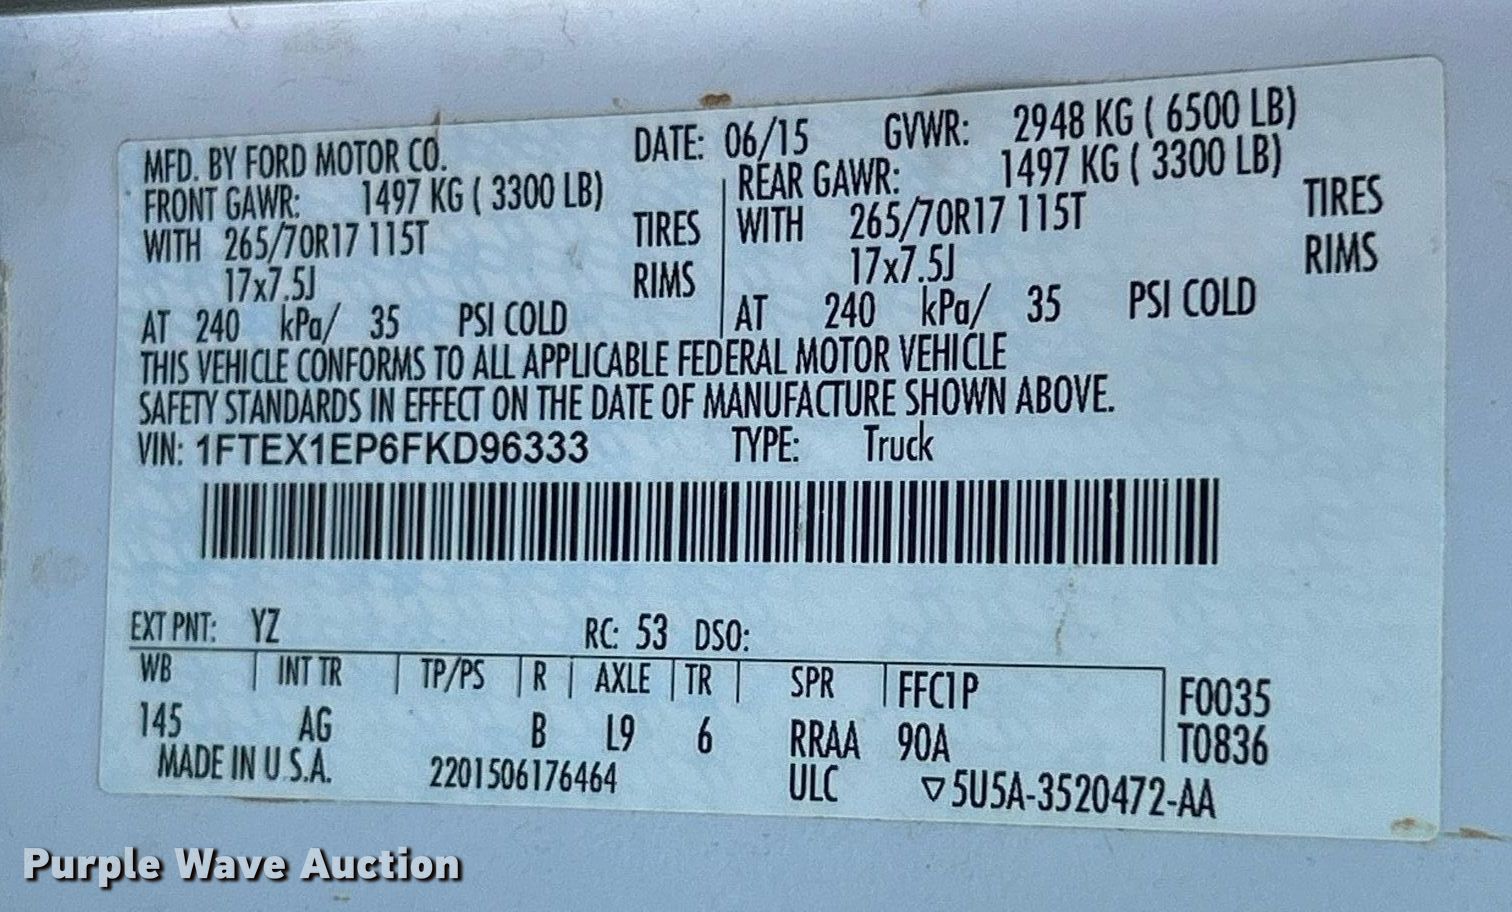 MFD. BY FORD MOTOR CO. DATE: 06/15 GVWR: 2948 KG ( 6500 LB)
FRONT GAWR: 1497 KG ( 3300 LB) REAR GAWR: 1497 KG ( 3300 LB)
WITH 265/70R17 115T TIRES WITH 265/70R17 115T TIRES
17x7.5J RIMS 17x7.5J RIMS
AT 240 kPa/ 35 PSI COLD AT 240 kPa/ 35 PSI COLD
THIS VEHICLE CONFORMS TO ALL APPLICABLE FEDERAL MOTOR VEHICLE
SAFETY STANDARDS IN EFFECT ON THE DATE OF MANUFACTURE SHOWN ABOVE.
VIN: 1FTEX1EP6FKD96333 TYPE: Truck
EXT PNT: YZ RC: 53 DSO:
WB INT TR TP/PS R AXLE TR SPR FFC1P F0035
145 AG B L9 6 RRAA 90A T0836
MADE IN U.S.A. 2201506176464 ULC ▽5U5A-3520472-AA
Purple Wave Auction